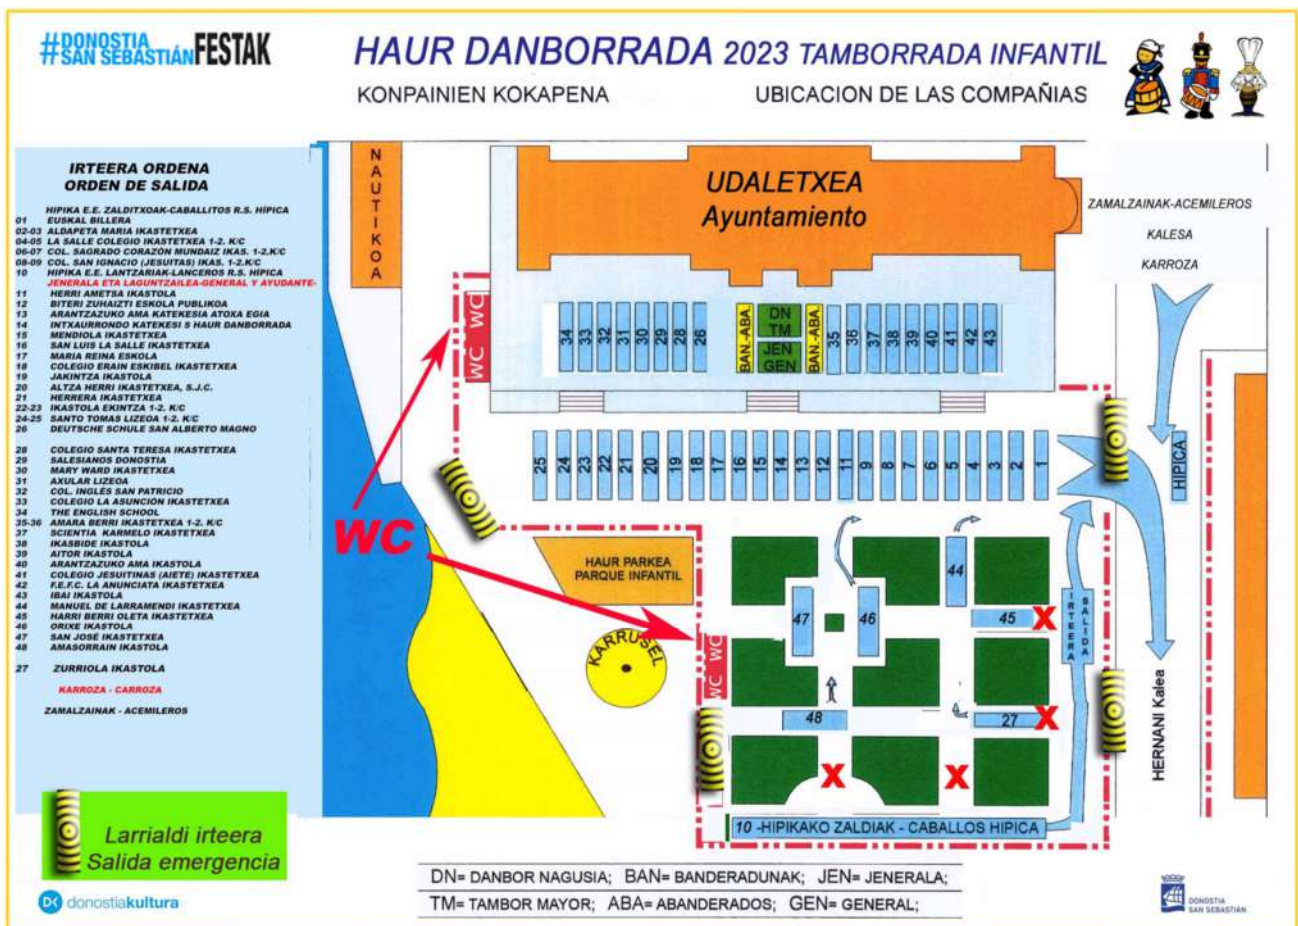 #DONOSTIA
SAN SEBASTIÁN FESTAK
HAUR DANBORRADA 2023 TAMBORRADA INFANTIL
KONPAINIEN KOKAPENA UBICACION DE LAS COMPAÑIAS
IRTEERA ORDENA
ORDEN DE SALIDA
HIPIKA E.E. ZALDITXOAK-CABALLITOS R.S. HÍPICA
01 EUSKAL BILLERA
02-03 ALDAPETA MARIA IKASTETXEA
04-05 LA SALLE COLEGIO IKASTETXEA 1-2. K/C
06-07 COL. SAGRADO CORAZÓN MUNDAIZ IKAS. 1-2.K/C
08-09 COL. SAN IGNACIO (JESUITAS) IKAS. 1-2.K/C
10 HIPIKA E.E. LANTZARIAK-LANCEROS R.S. HÍPICA
JENERALA ETA LAGUNTZAILEA-GENERAL Y AYUDANTE-
11 HERRI AMETSA IKASTOLA
12 BITERI ZUHAIZTI ESKOLA PUBLIKOA
13 ARANTZAZUKO AMA KATEKESIA ATOXA EGIA
14 INTXAURRONDO KATEKESI S HAUR DANBORRADA
15 MENDIOLA IKASTETXEA
16 SAN LUIS LA SALLE IKASTETXEA
17 MARIA REINA ESKOLA
18 COLEGIO ERAIN ESKIBEL IKASTETXEA
19 JAKINTZA IKASTOLA
20 ALTZA HERRI IKASTETXEA, S.J.C.
21 HERRERA IKASTETXEA
22-23 IKASTOLA EKINTZA 1-2. K/C
24-25 SANTO TOMAS LIZEOA 1-2. K/C
26 DEUTSCHE SCHULE SAN ALBERTO MAGNO
28 COLEGIO SANTA TERESA IKASTETXEA
29 SALESIANOS DONOSTIA
30 MARY WARD IKASTETXEA
31 AXULAR LIZEOA
32 COL. INGLÉS SAN PATRICIO
33 COLEGIO LA ASUNCIÓN IKASTETXEA
34 THE ENGLISH SCHOOL
35-36 AMARA BERRI IKASTETXEA 1-2. K/C
37 SCIENTIA KARMELO IKASTETXEA
38 IKASBIDE IKASTOLA
39 AITOR IKASTOLA
40 ARANTZAZUKO AMA IKASTOLA
41 COLEGIO JESUITINAS (AIETE) IKASTETXEA
42 F.E.F.C. LA ANUNCIATA IKASTETXEA
43 IBAI IKASTOLA
44 MANUEL DE LARRAMENDI IKASTETXEA
45 HARRI BERRI OLETA IKASTETXEA
46 ORIXE IKASTOLA
47 SAN JOSÉ IKASTETXEA
48 AMASORRAIN IKASTOLA
27 ZURRIOLA IKASTOLA
KARROZA - CARROZA
ZAMALZAINAK - ACEMILEROS
Larrialdi irteera
Salida emergencia
donostiakultura
NAUTIKOA
UDALETXEA
Ayuntamiento
ZAMALZAINAK-ACEMILEROS
KALESA
KARROZA
WC WC
34 33 32 31 30 29 28 26
BAN.-ABA.
DN
TM
JEN
GEN
BAN.-ABA.
35 36 37 38 39 40 41 42 43
25 24 23 22 21 20 19 18 17 16 15 14 13 12 11 9 8 7 6 5 4 3 2 1
HIPICA
WC
HAUR PARKEA
PARQUE INFANTIL
KARRUSEL
WC WC
47 46 44
45 X
48
27 X
X X
IRTEERA
SALIDA
HERNANI Kalea
10 -HIPIKAKO ZALDIAK - CABALLOS HIPICA
DN= DANBOR NAGUSIA; BAN= BANDERADUNAK; JEN= JENERALA;
TM= TAMBOR MAYOR; ABA= ABANDERADOS; GEN= GENERAL;
DONOSTIA
SAN SEBASTIÁN